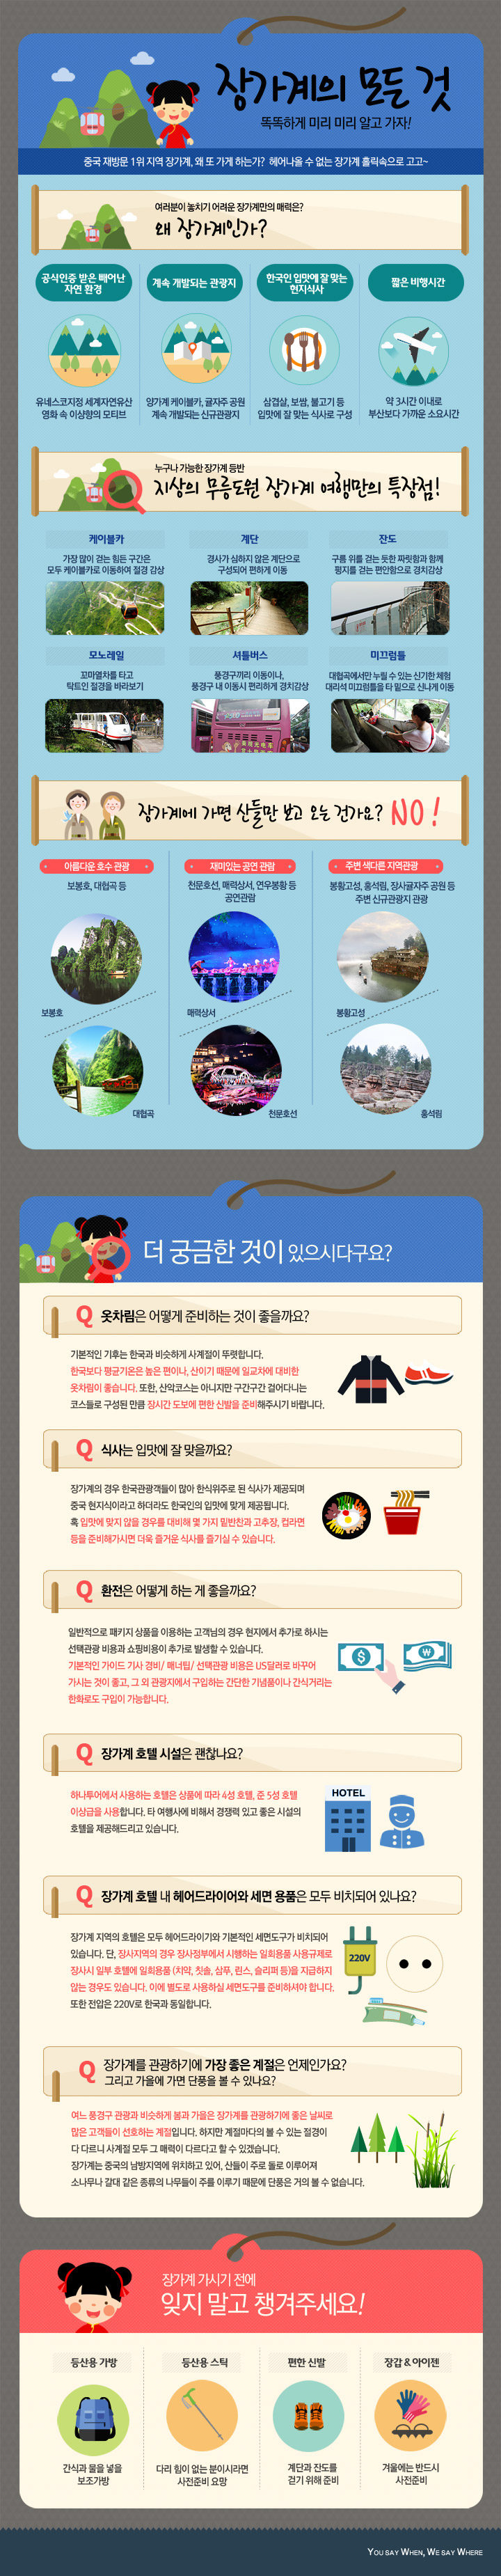 장가계의 모든 것
똑똑하게 미리 미리 알고 가자!
중국 재방문 1위 지역 장가계, 왜 또 가게 하는가? 헤어나올 수 없는 장가계 홀릭속으로 고고~
여러분이 놓치기 어려운 장가계만의 매력은?
왜 장가계인가?
공식인증 받은 빼어난
자연 환경
계속 개발되는 관광지
한국인 입맛에 잘 맞는
현지식사
짧은 비행시간
유네스코지정 세계자연유산
영화 속 이상향의 모티브
양가계 케이블카, 귤자주 공원
계속 개발되는 신규관광지
삼겹살, 보쌈, 불고기 등
입맛에 잘 맞는 식사로 구성
약 3시간 이내로
부산보다 가까운 소요시간
누구나 가능한 장가계 등반
지상의 무릉도원 장가계 여행만의 특장점!
케이블카
가장 많이 걷는 힘든 구간은
모두 케이블카로 이동하여 절경 감상
계단
경사가 심하지 않은 계단으로
구성되어 편하게 이동
잔도
구름 위를 걷는 듯한 짜릿함과 함께
평지를 걷는 편안함으로 경치감상
모노레일
꼬마열차를 타고
탁트인 절경을 바라보기
셔틀버스
풍경구끼리 이동이나,
풍경구 내 이동시 편리하게 경치감상
미끄럼틀
대협곡에서만 누릴 수 있는 신기한 체험
대리석 미끄럼틀을 타 밑으로 신나게 이동
장가계에 가면 산들만 보고 오는 건가요? NO!
아름다운 호수 관광
보봉호, 대협곡 등
재미있는 공연 관람
천문호선, 매력상서, 연우봉황 등
공연관람
주변 색다른 지역관광
봉황고성, 홍석림, 장사귤자주 공원 등
주변 신규관광지 관광
보봉호
매력상서
봉황고성
대협곡
천문호선
홍석림
더 궁금한 것이 있으시다구요?
Q 옷차림은 어떻게 준비하는 것이 좋을까요?
기본적인 기후는 한국과 비슷하게 사계절이 뚜렷합니다.
한국보다 평균기온은 높은 편이나, 산이기 때문에 일교차에 대비한
옷차림이 좋습니다. 또한, 산악코스는 아니지만 구간구간 걸어다니는
코스들로 구성된 만큼 장시간 도보에 편한 신발을 준비해주시기 바랍니다.
Q 식사는 입맛에 잘 맞을까요?
장가계의 경우 한국관광객들이 많아 한식위주로 된 식사가 제공되며
중국 현지식이라고 하더라도 한국인의 입맛에 맞게 제공됩니다.
혹 입맛에 맞지 않을 경우를 대비해 몇 가지 밑반찬과 고추장, 컵라면
등을 준비해가시면 더욱 즐거운 식사를 즐기실 수 있습니다.
Q 환전은 어떻게 하는 게 좋을까요?
일반적으로 패키지 상품을 이용하는 고객님의 경우 현지에서 추가로 하시는
선택관광 비용과 쇼핑비용이 추가로 발생할 수 있습니다.
기본적인 가이드 기사 경비/ 매너팁/ 선택관광 비용은 US달러로 바꾸어
가시는 것이 좋고, 그 외 관광지에서 구입하는 간단한 기념품이나 간식거리는
한화로도 구입이 가능합니다.
Q 장가계 호텔 시설은 괜찮나요?
하나투어에서 사용하는 호텔은 상품에 따라 4성 호텔, 준 5성 호텔
이상급을 사용합니다. 타 여행사에 비해서 경쟁력 있고 좋은 시설의
호텔을 제공해드리고 있습니다.
HOTEL
Q 장가계 호텔 내 헤어드라이어와 세면 용품은 모두 비치되어 있나요?
장가계 지역의 호텔은 모두 헤어드라이기와 기본적인 세면도구가 비치되어
있습니다. 단, 장사지역의 경우 장사정부에서 시행하는 일회용품 사용규제로
장사시 일부 호텔에 일회용품 (치약, 칫솔, 샴푸, 린스, 슬리퍼 등)을 지급하지
않는 경우도 있습니다. 이에 별도로 사용하실 세면도구를 준비하셔야 합니다.
또한 전압은 220V로 한국과 동일합니다.
220V
Q 장가계를 관광하기에 가장 좋은 계절은 언제인가요?
그리고 가을에 가면 단풍을 볼 수 있나요?
여느 풍경구 관광과 비슷하게 봄과 가을은 장가계를 관광하기에 좋은 날씨로
많은 고객들이 선호하는 계절입니다. 하지만 계절마다의 볼 수 있는 절경이
다 다르니 사계절 모두 그 매력이 다르다고 할 수 있겠습니다.
장가계는 중국의 남방지역에 위치하고 있어, 산들이 주로 돌로 이루어져
소나무나 갈대 같은 종류의 나무들이 주를 이루기 때문에 단풍은 거의 볼 수 없습니다.
장가계 가시기 전에
잊지 말고 챙겨주세요!
등산용 가방
등산용 스틱
편한 신발
장갑 & 아이젠
간식과 물을 넣을
보조가방
다리 힘이 없는 분이시라면
사전준비 요망
계단과 잔도를
걷기 위해 준비
겨울에는 반드시
사전준비
YOU SAY WHEN, WE SAY WHERE